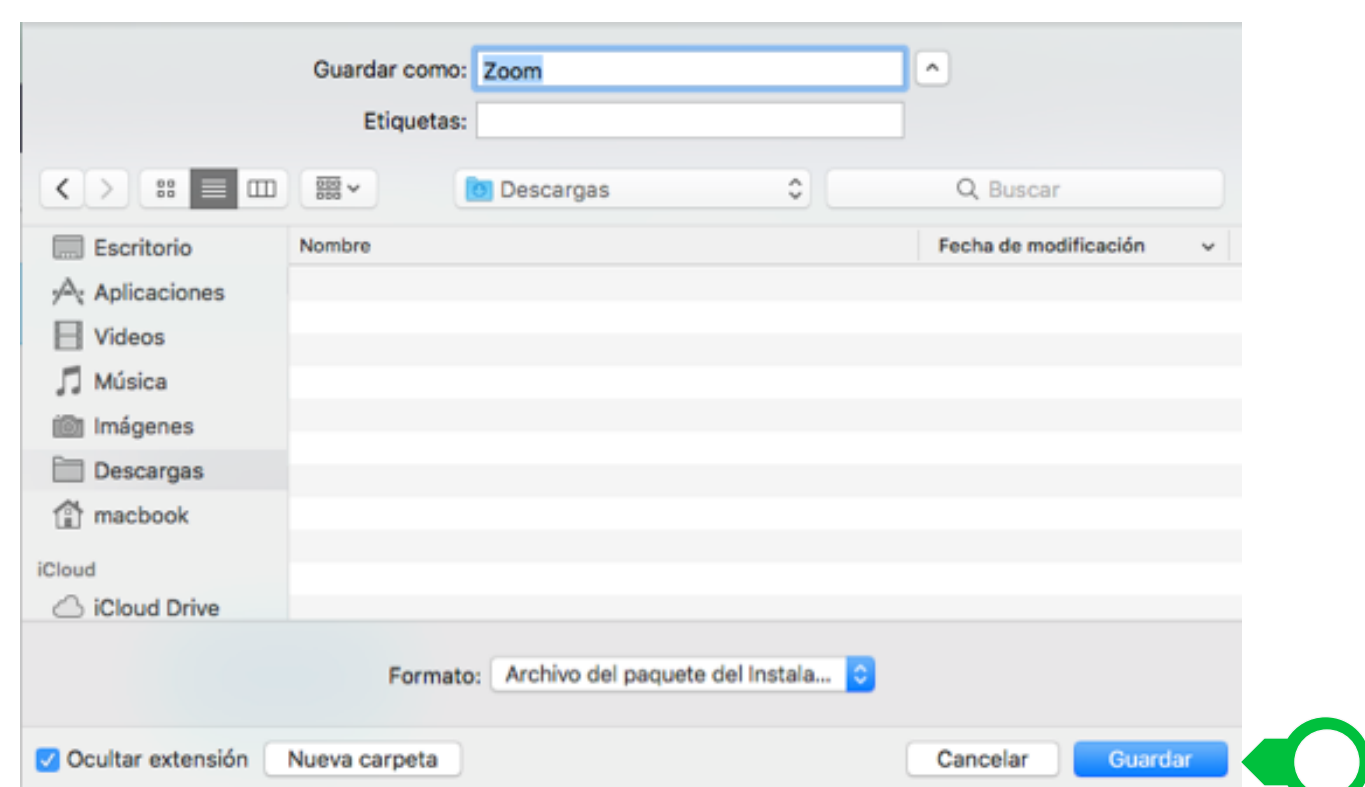 Guardar como: Zoom
Etiquetas:
Descargas Buscar
Escritorio Nombre Fecha de modificación
Aplicaciones
Videos
Música
Imágenes
Descargas
macbook
iCloud
iCloud Drive
Formato: Archivo del paquete del Instala...
Ocultar extensión Nueva carpeta Cancelar Guardar